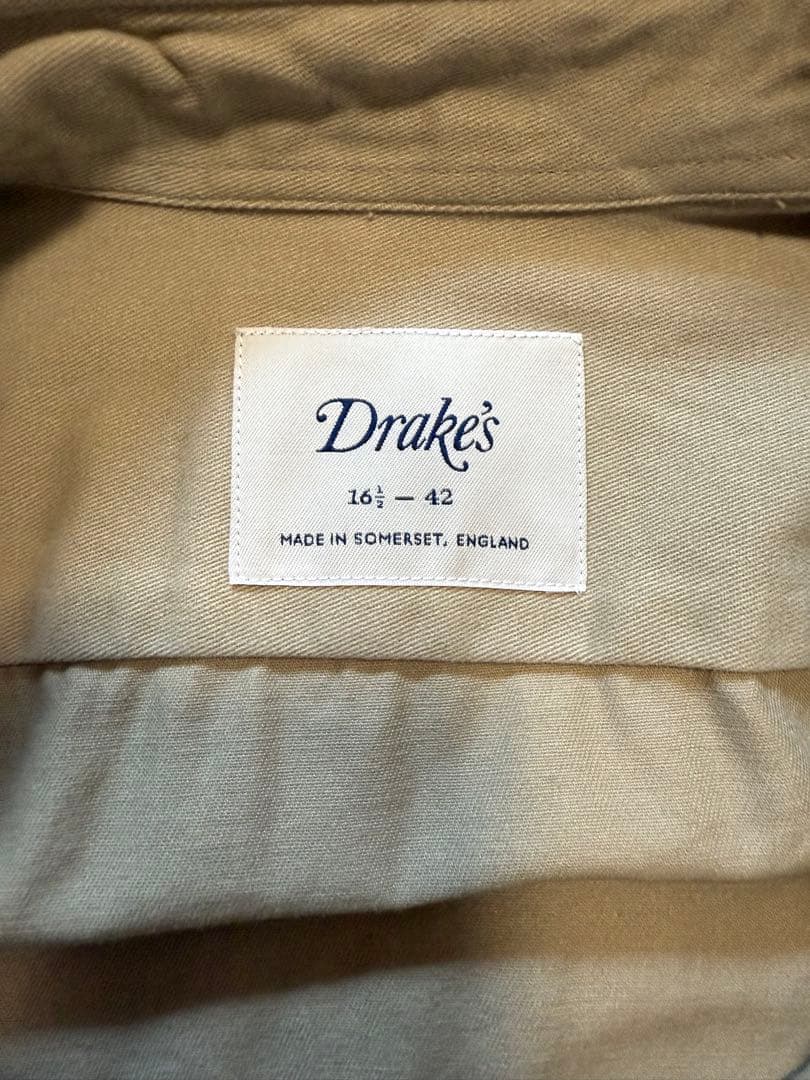 Drake's
16½ — 42
MADE IN SOMERSET, ENGLAND